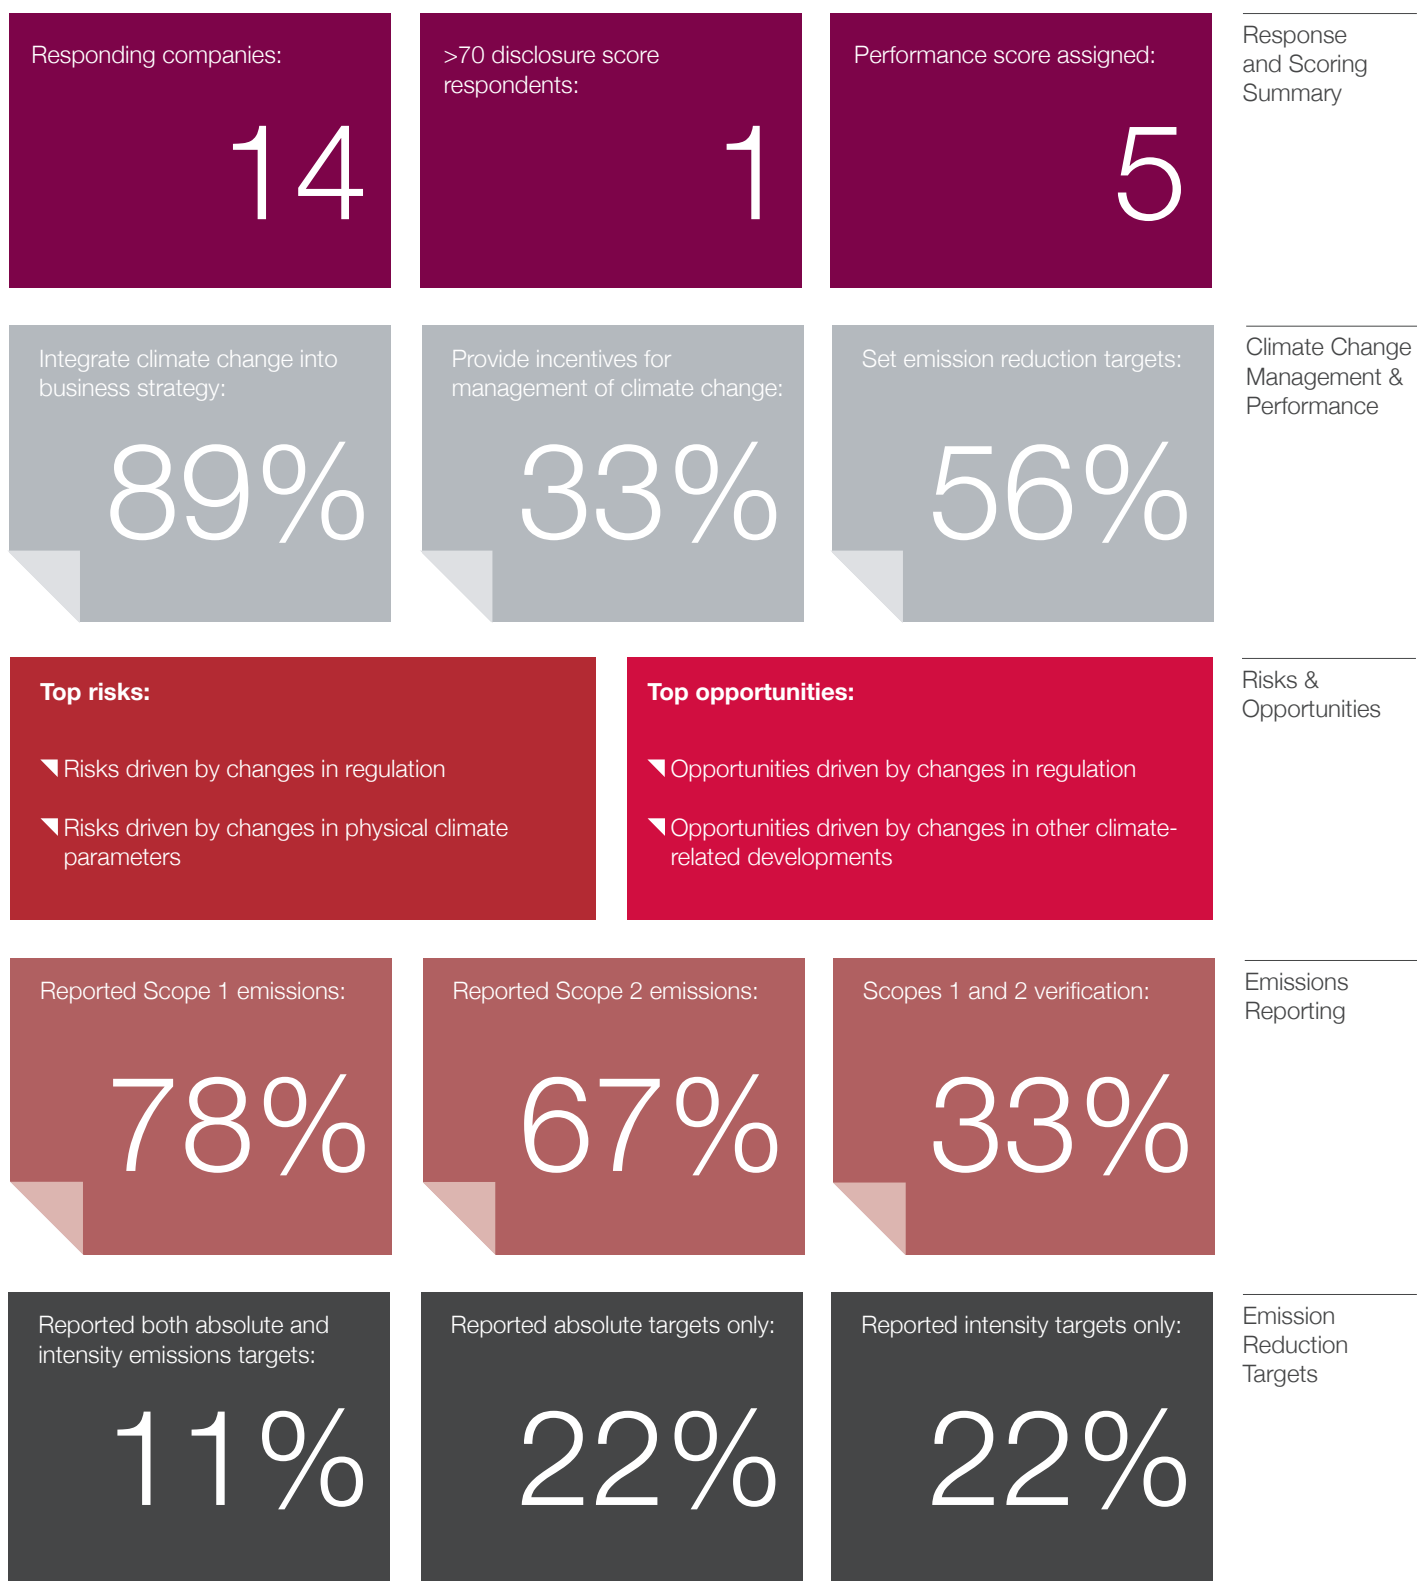 Responding companies:
14
>70 disclosure score
respondents:
1
Performance score assigned:
5
Response
and Scoring
Summary
Integrate climate change into
business strategy:
89%
Provide incentives for
management of climate change:
33%
Set emission reduction targets:
56%
Climate Change
Management &
Performance
Top risks:
Risks driven by changes in regulation
Risks driven by changes in physical climate
parameters
Top opportunities:
Opportunities driven by changes in regulation
Opportunities driven by changes in other climate-
related developments
Risks &
Opportunities
Reported Scope 1 emissions:
78%
Reported Scope 2 emissions:
67%
Scopes 1 and 2 verification:
33%
Emissions
Reporting
Reported both absolute and
intensity emissions targets:
11%
Reported absolute targets only:
22%
Reported intensity targets only:
22%
Emission
Reduction
Targets